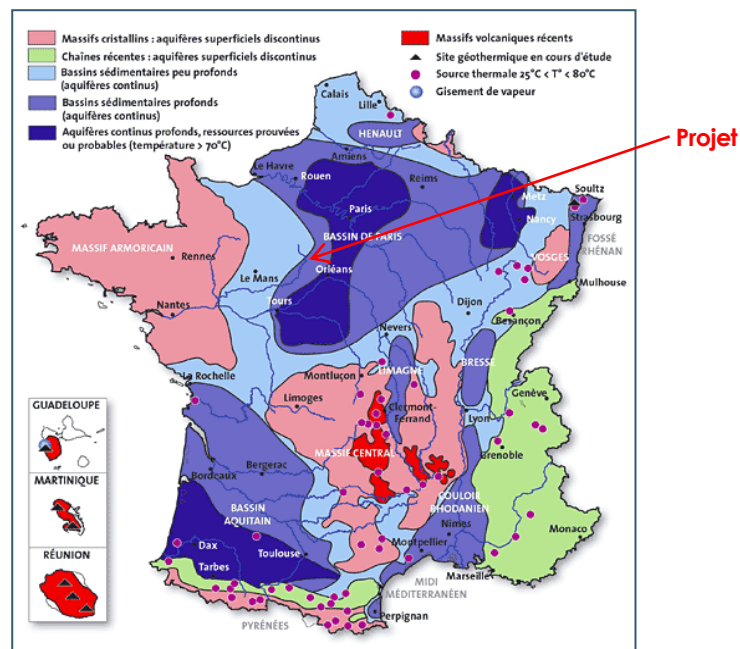 Massifs cristallins : aquifères superficiels discontinus
Chaînes récentes : aquifères superficiels discontinus
Bassins sédimentaires peu profonds
(aquifères continus)
Bassins sédimentaires profonds
(aquifères continus)
Aquifères continus profonds, ressources prouvées
ou probables (température > 70°C)
Massifs volcaniques récents
Site géothermique en cours d'étude
Source thermale 25°C < T° < 80°C
Gisement de vapeur
Projet
Calais
Lille
HENAULT
Amiens
Le Havre
Rouen
Reims
Paris
Metz
Nancy
Soultz
Strasbourg
FOSSÉ
RHÉNAN
VOSGES
Mulhouse
MASSIF ARMORICAIN
Rennes
BASSIN DE PARIS
Le Mans
Orléans
Nantes
Tours
Dijon
Besançon
Nevers
BRESSE
La Rochelle
Montluçon
LIMAGNE
Limoges
Clermont-
Ferrand
Lyon
Genève
Grenoble
MASSIF CENTRAL
Bordeaux
Bergerac
COULOIR
RHODANIEN
BASSIN
AQUITAIN
Nîmes
Montpellier
Monaco
Dax
Toulouse
Tarbes
Marseille
MIDI
MÉDITERRANÉEN
PYRÉNÉES
Perpignan
GUADELOUPE
MARTINIQUE
RÉUNION